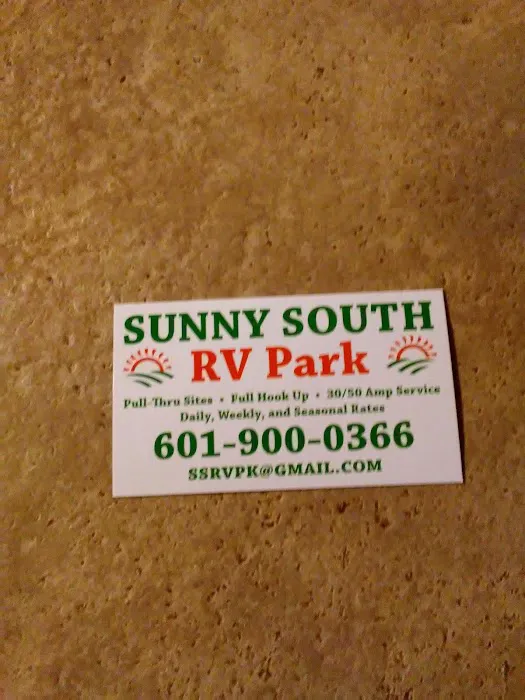 SUNNY SOUTH
RV Park
Pull-Thru Sites • Full Hook Up • 30/50 Amp Service
Daily, Weekly, and Seasonal Rates
601-900-0366
SSRVPK@GMAIL.COM